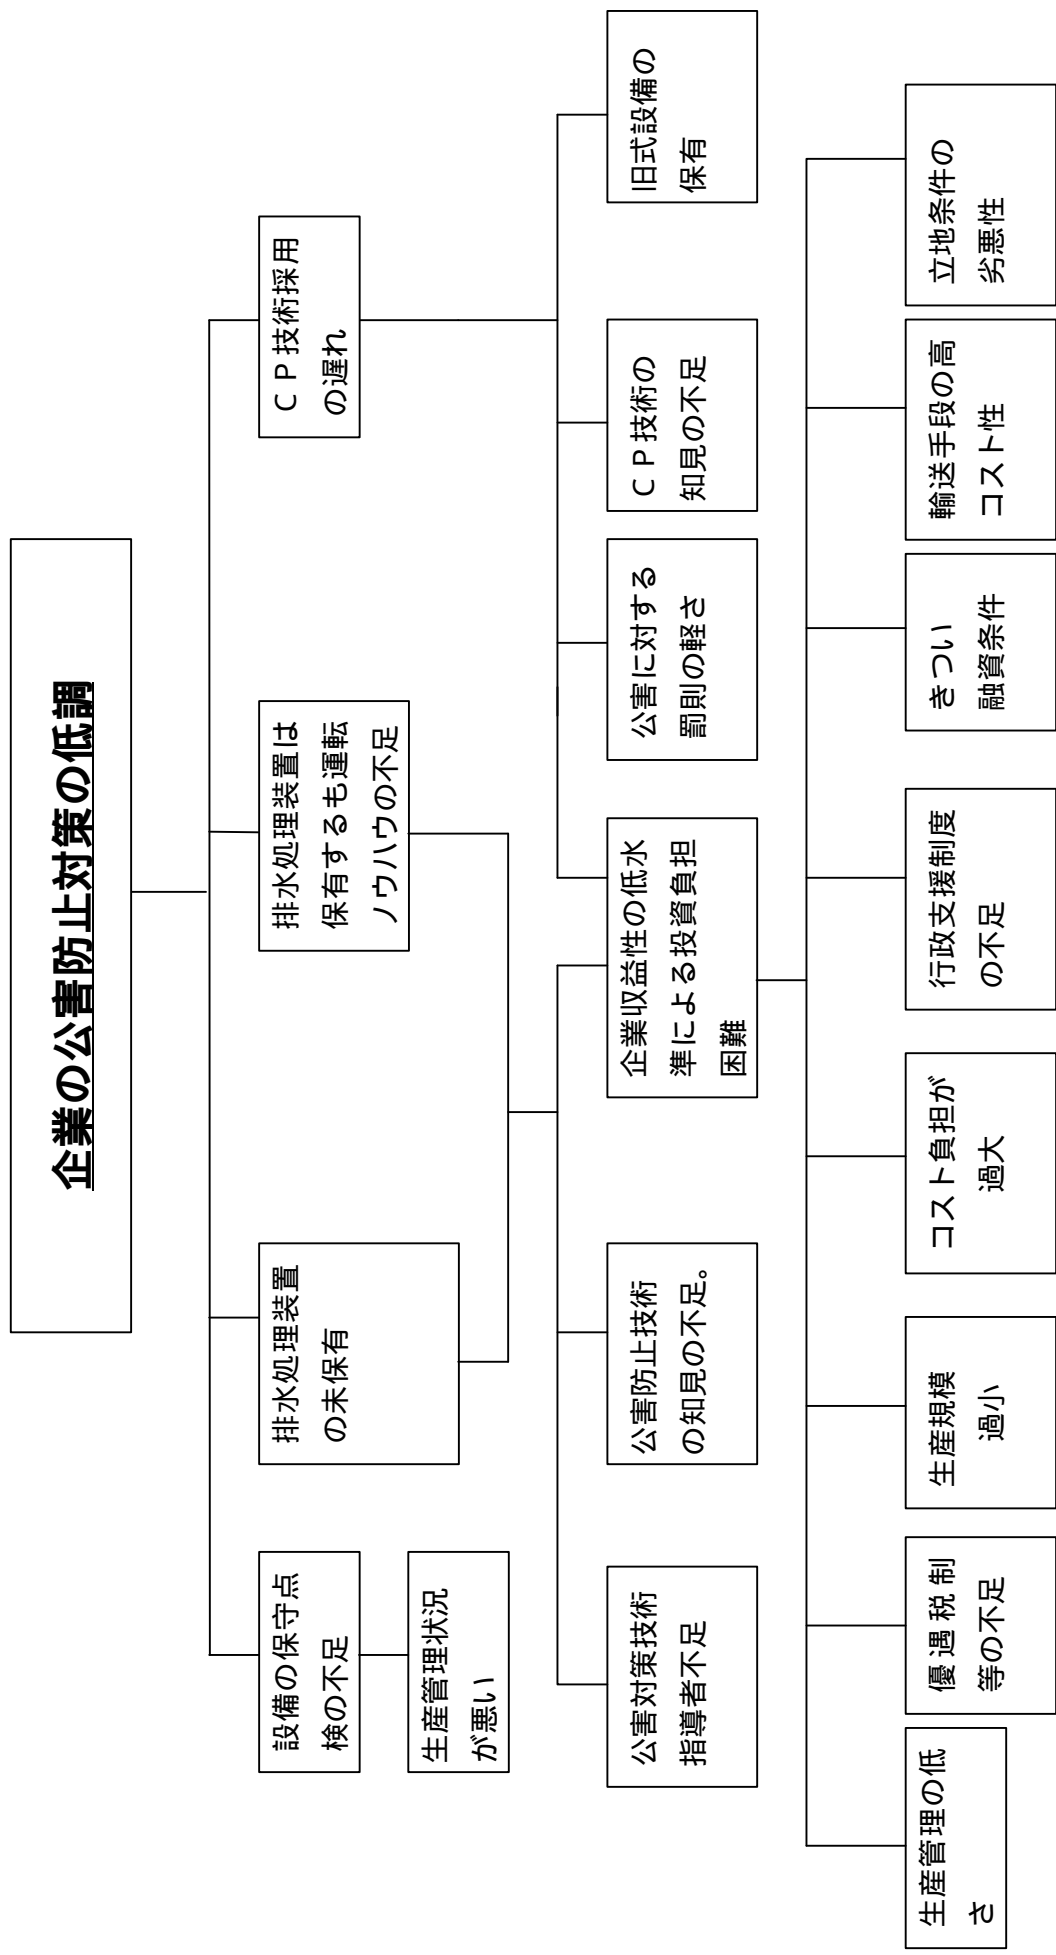 企業の公害防止対策の低調
設備の保守点
検の不足
排水処理装置
の未保有
排水処理装置は
保有するも運転
ノウハウの不足
ＣＰ技術採用
の遅れ
生産管理状況
が悪い
公害対策技術
指導者不足
公害防止技術
の知見の不足。
企業収益性の低水
準による投資負担
困難
公害に対する
罰則の軽さ
ＣＰ技術の
知見の不足
旧式設備の
保有
生産管理の低
さ
優遇税制
等の不足
生産規模
過小
コスト負担が
過大
行政支援制度
の不足
きつい
融資条件
輸送手段の高
コスト性
立地条件の
劣悪性